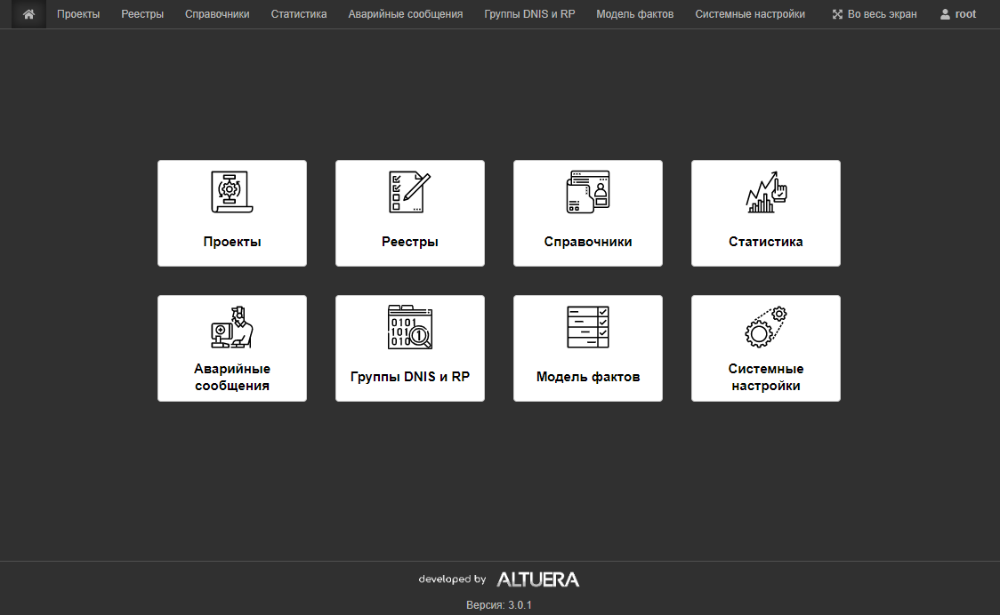 Проекты Реестры Справочники Статистика Аварийные сообщения Группы DNIS и RP Модель фактов Системные настройки Во весь экран root
Проекты
Реестры
Справочники
Статистика
Аварийные
сообщения
0101
101
010
1
Группы DNIS и RP
Модель фактов
Системные
настройки
developed by ALTUERA
Версия: 3.0.1